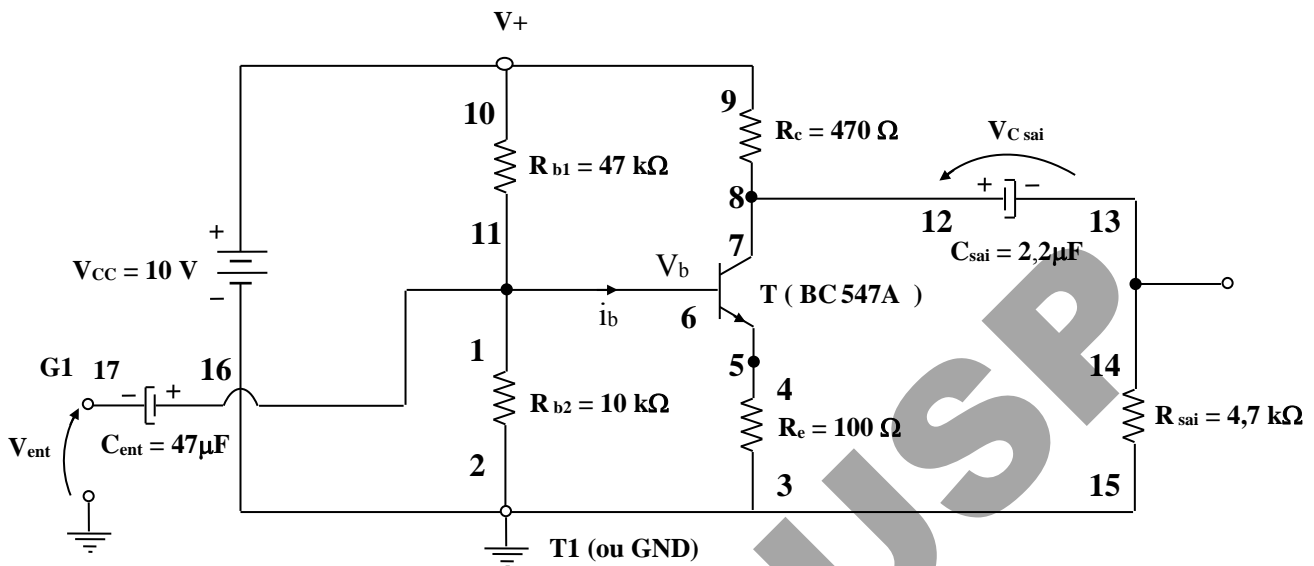 V+
9
10
R c = 470 Ω
V C sai
R b1 = 47 kΩ
+ −
8
12
13
+
11
7
C sai = 2,2μF
V CC = 10 V
V b
T ( BC 547A )
−
i b
6
1
5
14
G1 17
16
4
− +
R b2 = 10 kΩ
R e = 100 Ω
R sai = 4,7 kΩ
V ent
C ent = 47μF
2
3
15
T1 (ou GND)
USP